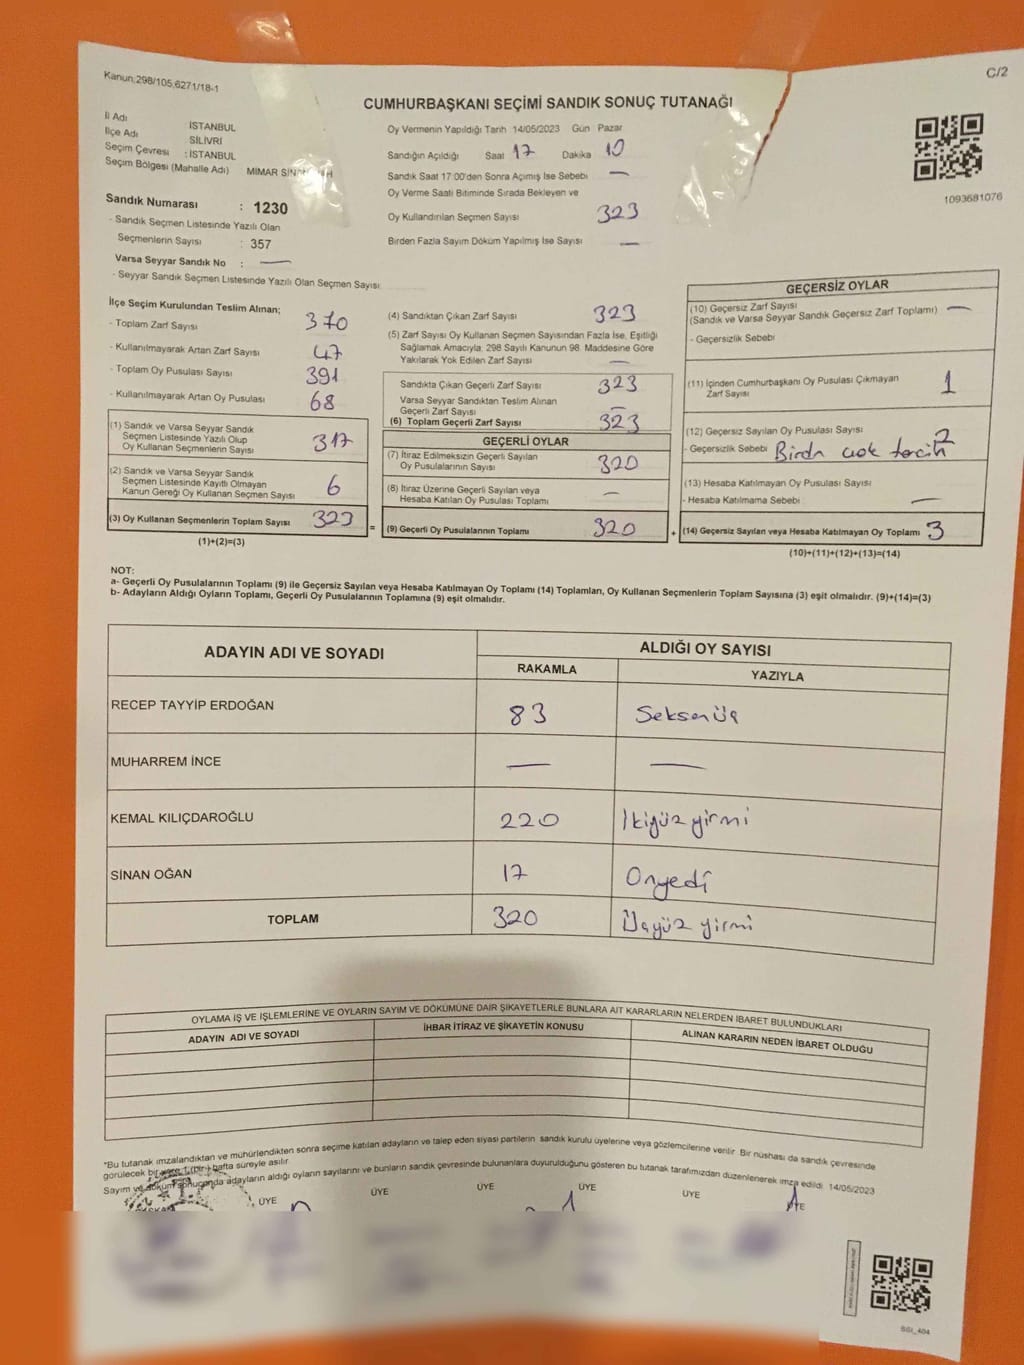 Kanun;298/105,6271/18-1
C/2
CUMHURBAŞKANI SEÇİMİ SANDIK SONUÇ TUTANAĞI
İl Adı İSTANBUL
İlçe Adı SİLİVRİ
Seçim Çevresi : İSTANBUL
Seçim Bölgesi (Mahalle Adı) MİMAR
Sandık Numarası : 1230
- Sandık Seçmen Listesinde Yazılı Olan
Seçmenlerin Sayısı : 357
Varsa Seyyar Sandık No : —
- Seyyar Sandık Seçmen Listesinde Yazılı Olan Seçmen Sayısı
Oy Vermenin Yapıldığı Tarih 14/05/2023 Gün Pazar
Sandığın Açıldığı Saat 17 Dakika 10
Sandık Saat 17:00'den Sonra Açımış İse Sebebi —
Oy Verme Saati Bitiminde Sırada Bekleyen ve
Oy Kullandırılan Seçmen Sayısı 323
Birden Fazla Sayım Döküm Yapılmış İse Sayısı —
1093681076
İlçe Seçim Kurulundan Teslim Alınan;
- Toplam Zarf Sayısı 370
- Kullanılmayarak Artan Zarf Sayısı 47
- Toplam Oy Pusulası Sayısı 391
- Kullanılmayarak Artan Oy Pusulası 68
(1) Sandık ve Varsa Seyyar Sandık
Seçmen Listesinde Yazılı Olup
Oy Kullanan Seçmenlerin Sayısı 317
(2) Sandık ve Varsa Seyyar Sandık
Seçmen Listesinde Kayıtlı Olmayan
Kanun Gereği Oy Kullanan Seçmen Sayısı 6
(3) Oy Kullanan Seçmenlerin Toplam Sayısı 323
(1)+(2)=(3)
(4) Sandıktan Çıkan Zarf Sayısı 323
(5) Zarf Sayısı Oy Kullanan Seçmen Sayısından Fazla İse, Eşitliği
Sağlamak Amacıyla, 298 Sayılı Kanunun 98. Maddesine Göre
Yakılarak Yok Edilen Zarf Sayısı —
Sandıkta Çıkan Geçerli Zarf Sayısı 323
Varsa Seyyar Sandıktan Teslim Alınan
Geçerli Zarf Sayısı —
(6) Toplam Geçerli Zarf Sayısı 323
GEÇERLİ OYLAR
(7) İtiraz Edilmeksizin Geçerli Sayılan
Oy Pusulalarının Sayısı 320
(8) İtiraz Üzerine Geçerli Sayılan veya
Hesaba Katılan Oy Pusulası Toplamı —
= (9) Geçerli Oy Pusulalarının Toplamı 320
GEÇERSİZ OYLAR
(10) Geçersiz Zarf Sayısı
(Sandık ve Varsa Seyyar Sandık Geçersiz Zarf Toplamı) —
- Geçersizlik Sebebi
(11) İçinden Cumhurbaşkanı Oy Pusulası Çıkmayan
Zarf Sayısı 1
(12) Geçersiz Sayılan Oy Pusulası Sayısı 2
- Geçersizlik Sebebi Birdn çok tercih
(13) Hesaba Katılmayan Oy Pusulası Sayısı
- Hesaba Katılmama Sebebi —
+ (14) Geçersiz Sayılan veya Hesaba Katılmayan Oy Toplamı 3
(10)+(11)+(12)+(13)=(14)
NOT:
a- Geçerli Oy Pusulalarının Toplamı (9) ile Geçersiz Sayılan veya Hesaba Katılmayan Oy Toplamı (14) Toplamları, Oy Kullanan Seçmenlerin Toplam Sayısına (3) eşit olmalıdır. (9)+(14)=(3)
b- Adayların Aldığı Oyların Toplamı, Geçerli Oy Pusulalarının Toplamına (9) eşit olmalıdır.
ADAYIN ADI VE SOYADI ALDIĞI OY SAYISI
RAKAMLA YAZIYLA
RECEP TAYYİP ERDOĞAN 83 Seksenüç
MUHARREM İNCE — —
KEMAL KILIÇDAROĞLU 220 İkiyüz yirmi
SİNAN OĞAN 17 Onyedi
TOPLAM 320 Üçyüz yirmi
OYLAMA İŞ VE İŞLEMLERİNE VE OYLARIN SAYIM VE DÖKÜMÜNE DAİR ŞİKAYETLERLE BUNLARA AİT KARARLARIN NELERDEN İBARET BULUNDUKLARI
ADAYIN ADI VE SOYADI İHBAR İTİRAZ VE ŞİKAYETİN KONUSU ALINAN KARARIN NEDEN İBARET OLDUĞU
*Bu tutanak imzalandıktan ve mühürlendikten sonra seçime katılan adayların ve talep eden siyasi partilerin sandık kurulu üyelerine veya gözlemcilerine verilir. Bir nüshası da sandık çevresinde
görülecek bir yere 1 (bir) hafta süreyle asılır.
Sayım ve döküm sonucunda adayların aldığı oyların sayılarını ve bunların sandık çevresinde bulunanlara duyurulduğunu gösteren bu tutanak tarafımızdan düzenlenerek imza edildi. 14/05/2023
ÜYE ÜYE ÜYE ÜYE ÜYE